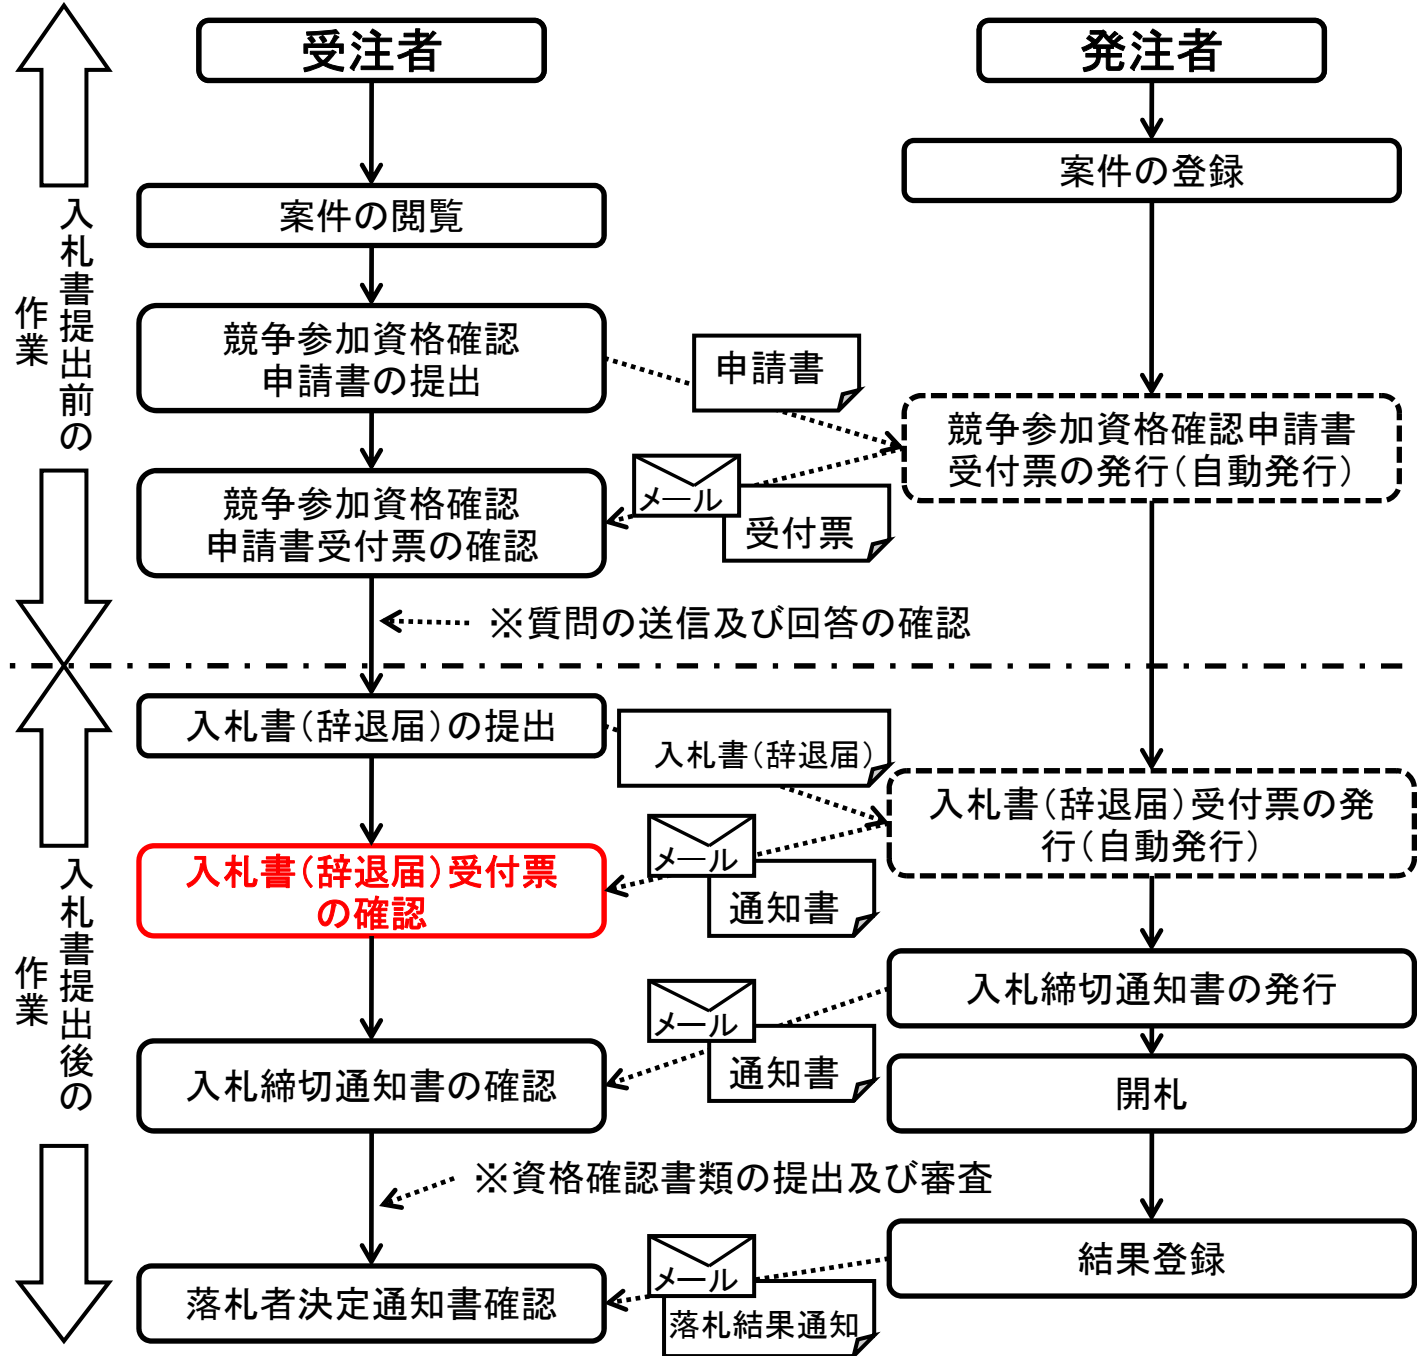 受注者
発注者
案件の登録
案件の閲覧
入札書提出前の
作業
競争参加資格確認
申請書の提出
申請書
競争参加資格確認申請書
受付票の発行(自動発行)
メール
受付票
競争参加資格確認
申請書受付票の確認
※質問の送信及び回答の確認
入札書(辞退届)の提出
入札書(辞退届)
入札書(辞退届)受付票の発
行(自動発行)
メール
通知書
入札書(辞退届)受付票
の確認
入札書提出後の
作業
入札締切通知書の発行
メール
通知書
入札締切通知書の確認
開札
※資格確認書類の提出及び審査
結果登録
メール
落札結果通知
落札者決定通知書確認